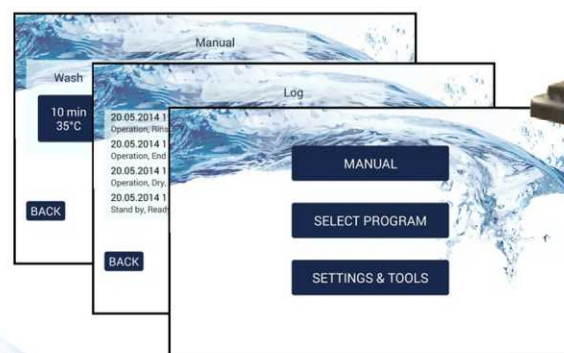 Manual
Wash
10 min
35°C
BACK
Log
20.05.2014 1
Operation, Rins
20.05.2014 1
Operation, End
20.05.2014 1
Operation, Dry,
20.05.2014 1
Stand by, Ready
BACK
MANUAL
SELECT PROGRAM
SETTINGS & TOOLS